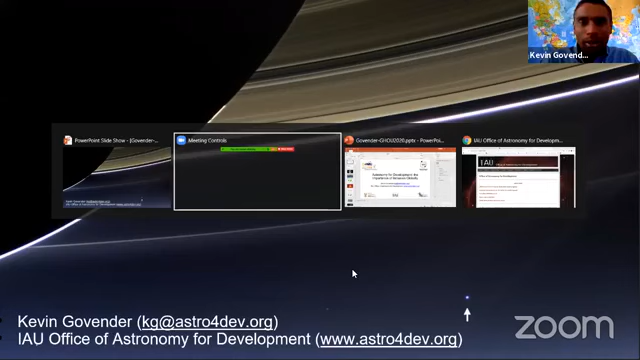 Kevin Govend...
PowerPoint Slide Show - [Govender-...
Meeting Controls
Govender-GHOU2020.pptx - PowerPoi...
IAU Office of Astronomy for Developm...
IAU
Kevin Govender (kg@astro4dev.org)
IAU Office of Astronomy for Development (www.astro4dev.org)
zoom